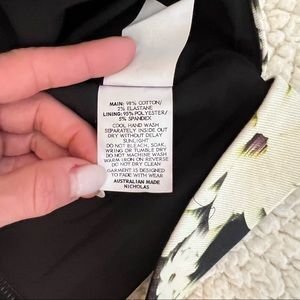 MAIN: 98% COTTON/
2% ELASTANE
LINING: 95% POLYESTER/
5% SPANDEX
COOL HAND WASH
SEPARATELY INSIDE OUT
DRY WITHOUT DELAY
SUNLIGHT
DO NOT BLEACH, SOAK,
WRING OR TUMBLE DRY
DO NOT MACHINE WASH
WARM IRON ON REVERSE
DO NOT DRY CLEAN
GARMENT IS DESIGNED
TO FADE WITH WEAR
AUSTRALIAN MADE
NICHOLAS